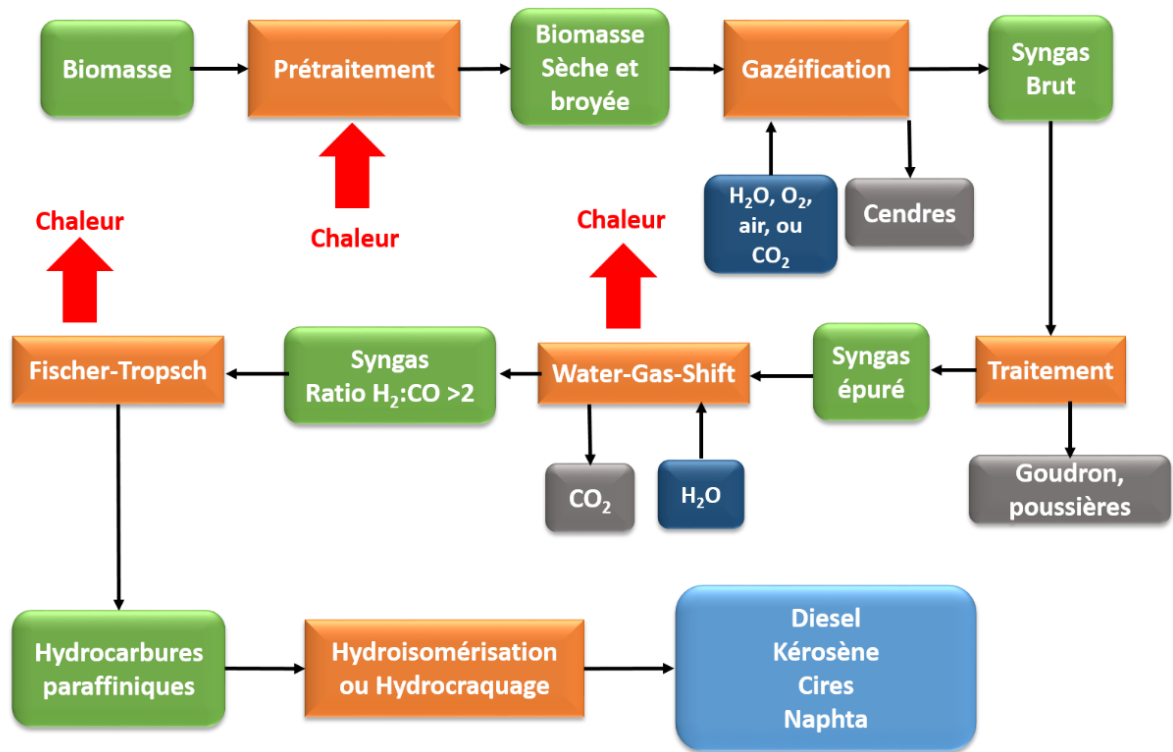 Biomasse
Prétraitement
Biomasse
Sèche et
broyée
Gazéification
Syngas
Brut
Chaleur
Chaleur
Chaleur
H₂O, O₂,
air, ou
CO₂
Cendres
Fischer-Tropsch
Syngas
Ratio H₂:CO >2
Water-Gas-Shift
Syngas
épuré
Traitement
CO₂
H₂O
Goudron,
poussières
Hydrocarbures
paraffiniques
Hydroisomérisation
ou Hydrocraquage
Diesel
Kérosène
Cires
Naphta